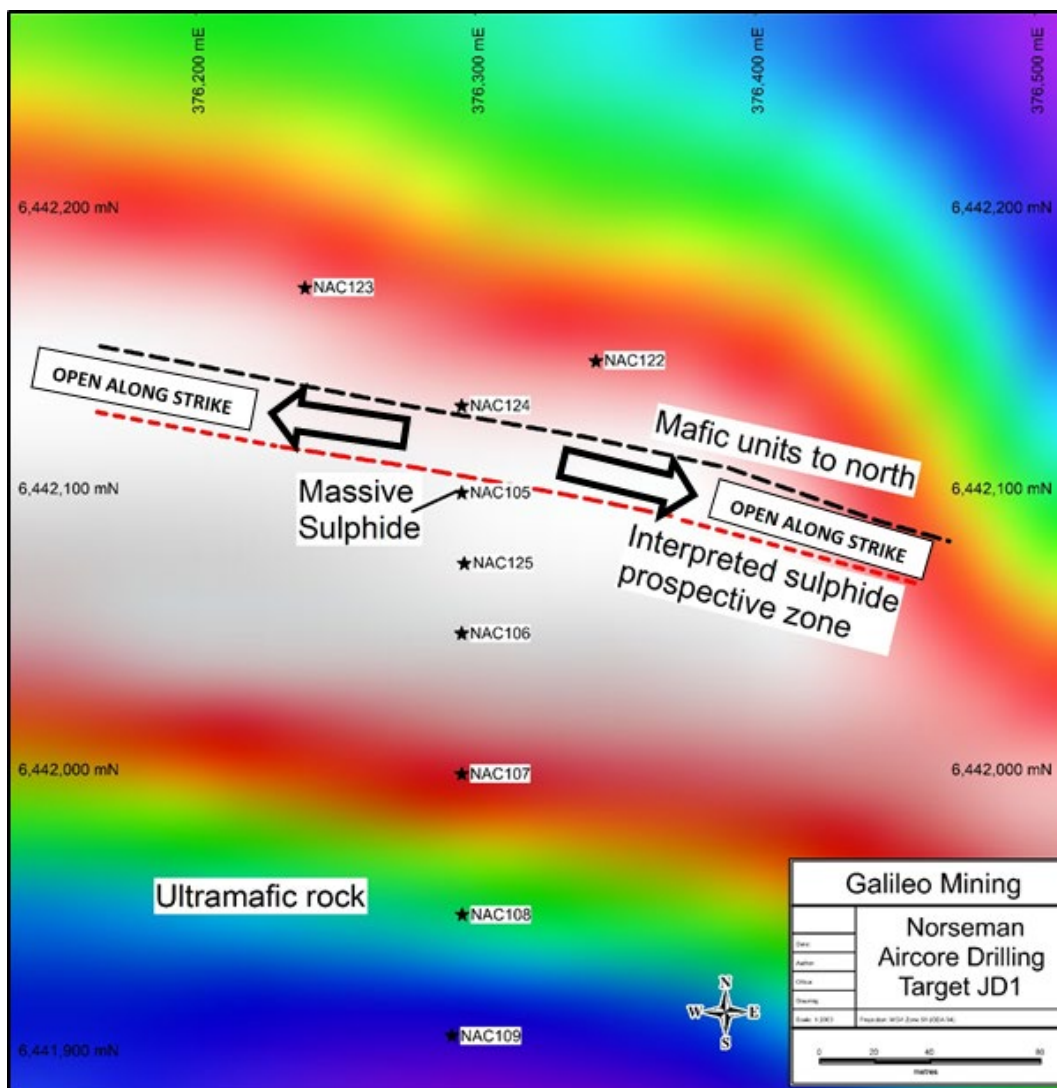 376,200 mE
376,300 mE
376,400 mE
376,500 mE
6,442,200 mN
6,442,200 mN
NAC123
NAC122
OPEN ALONG STRIKE
NAC124
Mafic units to north
6,442,100 mN
Massive
Sulphide
NAC105
OPEN ALONG STRIKE
6,442,100 mN
Interpreted sulphide
prospective zone
NAC125
NAC106
6,442,000 mN
NAC107
6,442,000 mN
Ultramafic rock
NAC108
Galileo Mining
Norseman
Aircore Drilling
Target JD1
Date:
Author:
Office:
Drawing:
N
W E
S
NAC109
6,441,900 mN
0 20 40 80
metres